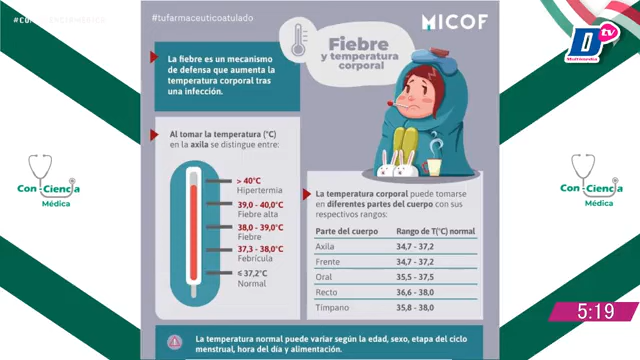 #tufarmaceuticoatulado
MICOF
D tv
Multimedia
Fiebre
y temperatura
corporal
La fiebre es un mecanismo
de defensa que aumenta la
temperatura corporal tras
una infección.
Al tomar la temperatura (°C)
en la axila se distingue entre:
> 40°C
Hipertermia
39,0 - 40,0°C
Fiebre alta
38,0 - 39,0°C
Fiebre
37,3 - 38,0°C
Febrícula
≤ 37,2°C
Normal
La temperatura corporal puede tomarse
en diferentes partes del cuerpo con sus
respectivos rangos:
Parte del cuerpo Rango de T(°C) normal
Axila 34,7 - 37,2
Frente 34,7 - 37,2
Oral 35,5 - 37,5
Recto 36,6 - 38,0
Tímpano 35,8 - 38,0
La temperatura normal puede variar según la edad, sexo, etapa del ciclo
menstrual, hora del día y alimentación.
Con-Ciencia
Médica
Con-Ciencia
Médica
5:19